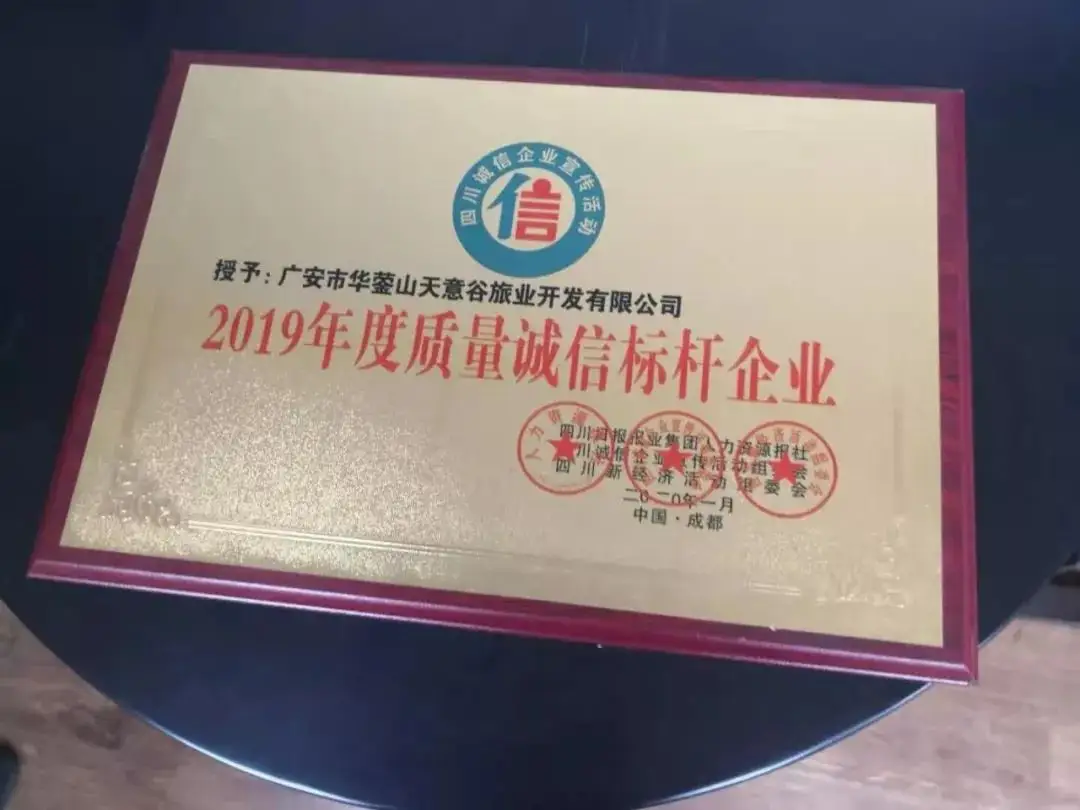 四川诚信企业宣传活动
信
授予：广安市华蓥山天意谷旅业开发有限公司
2019年度质量诚信标杆企业
四川日报报业集团人力资源报社
四川诚信企业宣传活动组委会
四川新经济活动组委会
二〇二〇年一月
中国·成都
人力资源